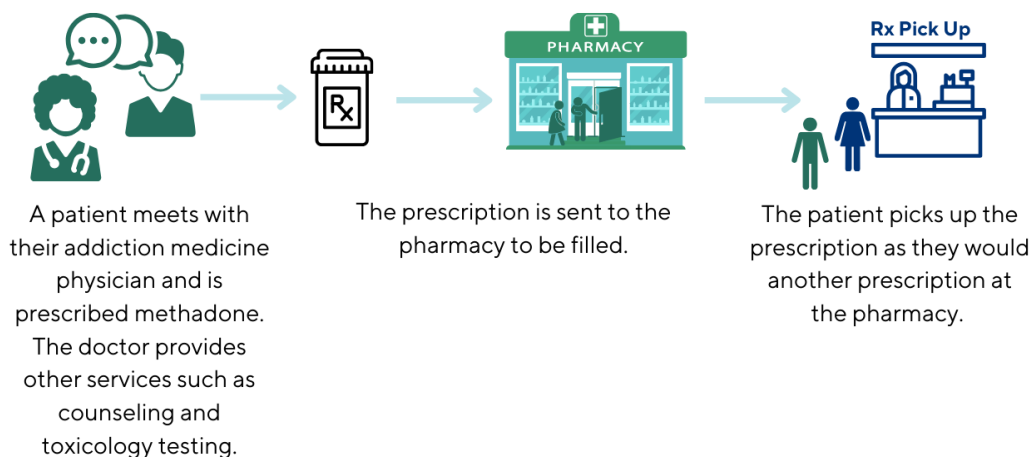 Rx
PHARMACY
Rx Pick Up
A patient meets with
their addiction medicine
physician and is
prescribed methadone.
The doctor provides
other services such as
counseling and
toxicology testing.
The prescription is sent to the
pharmacy to be filled.
The patient picks up the
prescription as they would
another prescription at
the pharmacy.